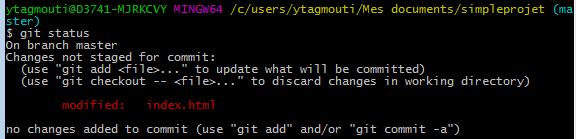 ytagmouti@D3741-MJRKCVY MINGW64 /c/users/ytagmouti/Mes documents/simpleprojet (ma
ster)
$ git status
On branch master
Changes not staged for commit:
  (use "git add <file>..." to update what will be committed)
  (use "git checkout -- <file>..." to discard changes in working directory)

        modified:   index.html

no changes added to commit (use "git add" and/or "git commit -a")